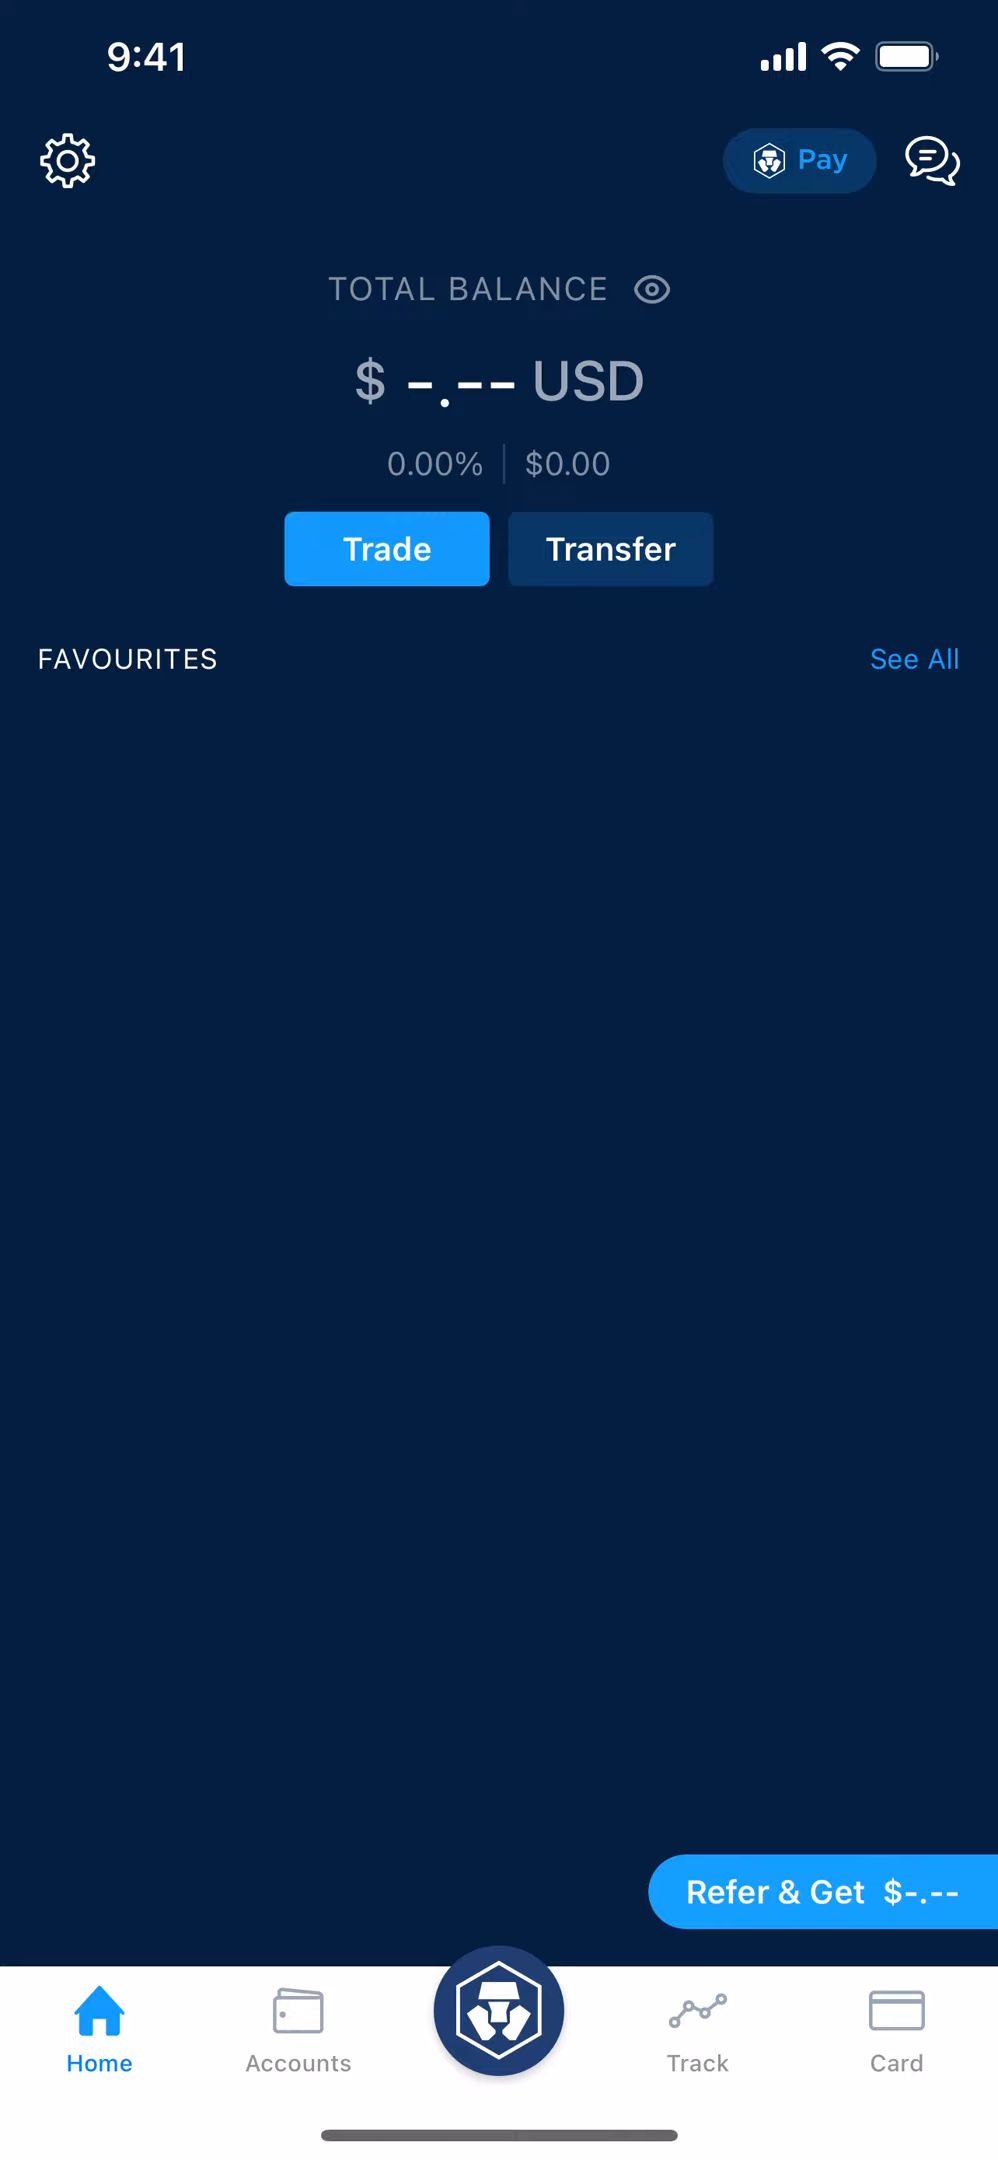 9:41
Pay
TOTAL BALANCE
$ -.-- USD
0.00% $0.00
Trade Transfer
FAVOURITES See All
Refer & Get $-.--
Home Accounts Track Card